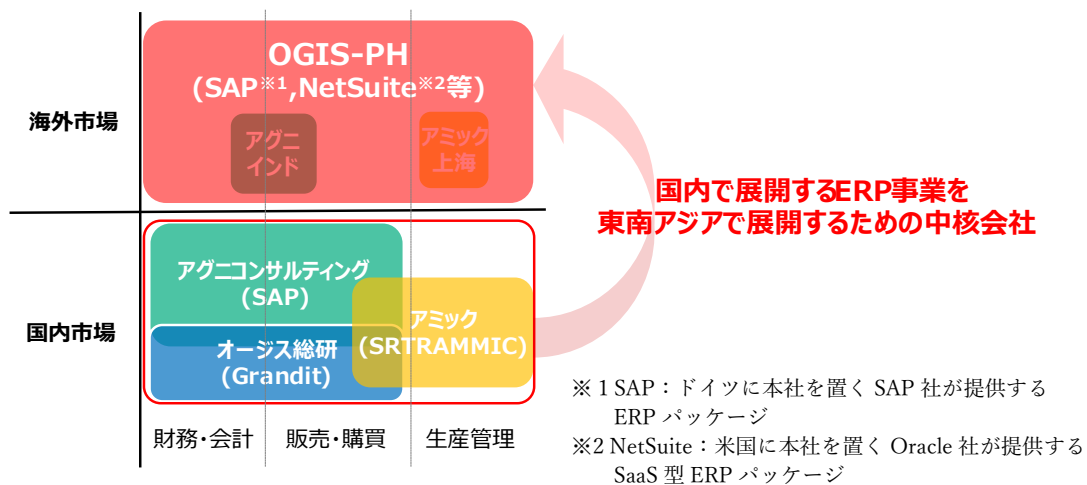 OGIS-PH
(SAP※1,NetSuite※2等)
海外市場
アグニ
インド
アミック
上海
国内で展開するERP事業を
東南アジアで展開するための中核会社
アグニコンサルティング
(SAP)
国内市場
アミック
(SRTRAMMIC)
オージス総研
(Grandit)
財務・会計
販売・購買
生産管理
※1 SAP：ドイツに本社を置く SAP 社が提供する
ERP パッケージ
※2 NetSuite：米国に本社を置く Oracle 社が提供する
SaaS 型 ERP パッケージ